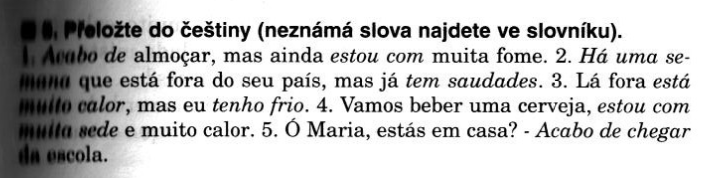 6. Přeložte do češtiny (neznámá slova najdete ve slovníku).
1. Acabo de almoçar, mas ainda estou com muita fome. 2. Há uma se-
mana que está fora do seu país, mas já tem saudades. 3. Lá fora está
muito calor, mas eu tenho frio. 4. Vamos beber uma cerveja, estou com
muita sede e muito calor. 5. Ó Maria, estás em casa? - Acabo de chegar
da escola.